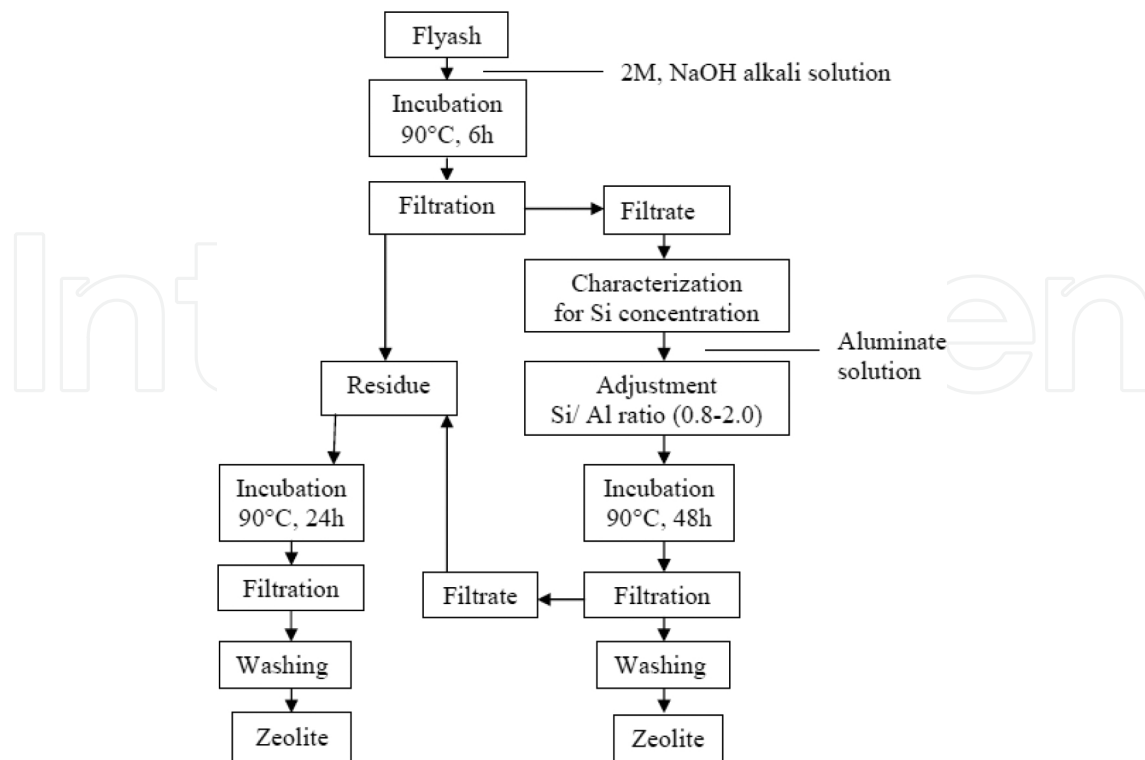 Flyash
2M, NaOH alkali solution
Incubation
90°C, 6h
Filtration
Filtrate
Characterization
for Si concentration
Aluminate
solution
Residue
Adjustment
Si/ Al ratio (0.8-2.0)
Incubation
90°C, 24h
Incubation
90°C, 48h
Filtration
Filtrate
Filtration
Washing
Washing
Zeolite
Zeolite
Int
en